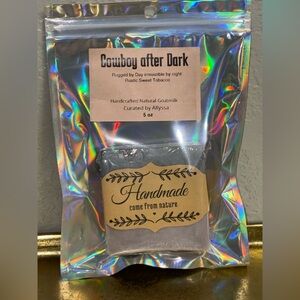 Cowboy after Dark
Rugged by Day irresistible by night
Rustic Sweet Tobacco
Handcrafted Natural Goatmilk
Curated by Allyssa
5 oz
Handmade
come from nature